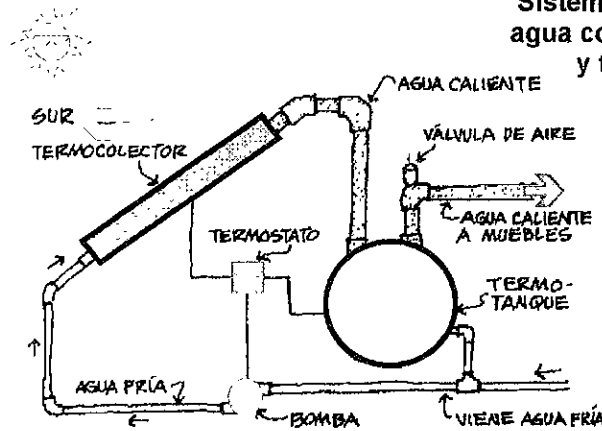 Sistem
agua co
y
SUR
TERMOCOLECTOR
AGUA CALIENTE
VÁLVULA DE AIRE
AGUA CALIENTE
A MUEBLES
TERMOSTATO
TERMO-
TANQUE
AGUA FRÍA
BOMBA
VIENE AGUA FRÍA